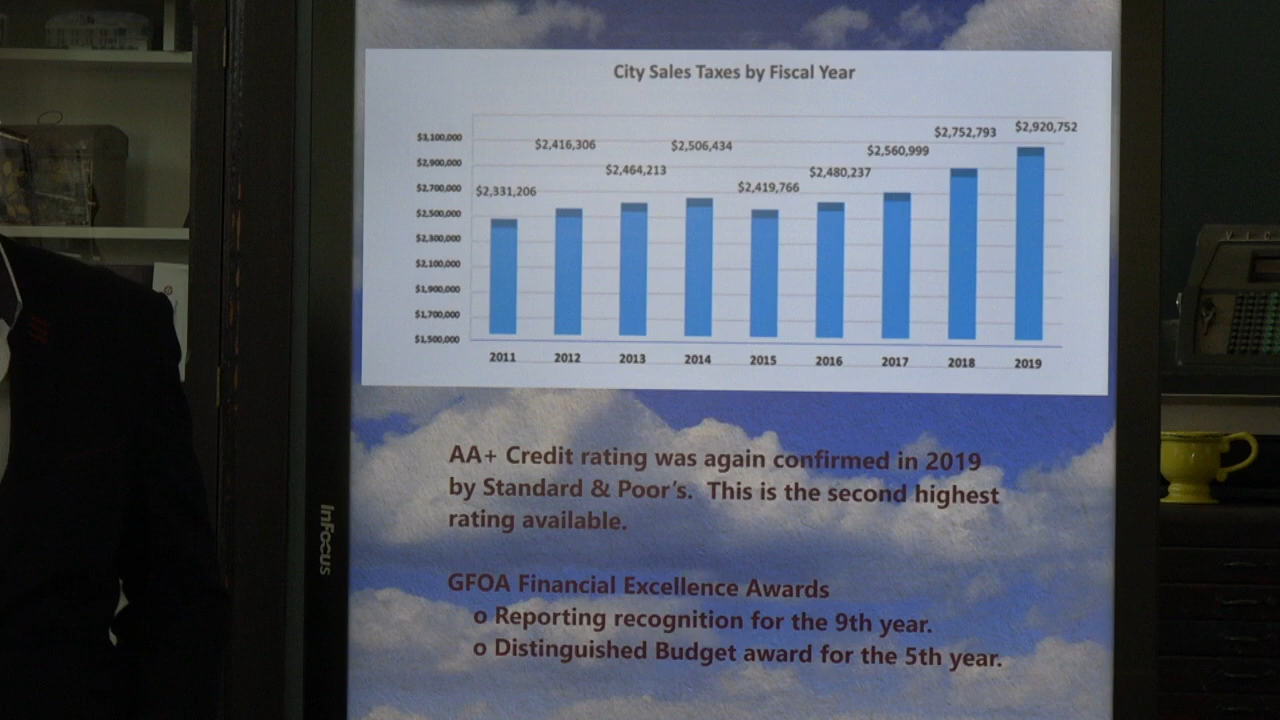 City Sales Taxes by Fiscal Year
$3,100,000
$2,900,000
$2,700,000
$2,500,000
$2,300,000
$2,100,000
$1,900,000
$1,700,000
$1,500,000
$2,331,206
$2,416,306
$2,464,213
$2,506,434
$2,419,766
$2,480,237
$2,560,999
$2,752,793
$2,920,752
2011 2012 2013 2014 2015 2016 2017 2018 2019
AA+ Credit rating was again confirmed in 2019
by Standard & Poor's. This is the second highest
rating available.
GFOA Financial Excellence Awards
o Reporting recognition for the 9th year.
o Distinguished Budget award for the 5th year.
InFocus